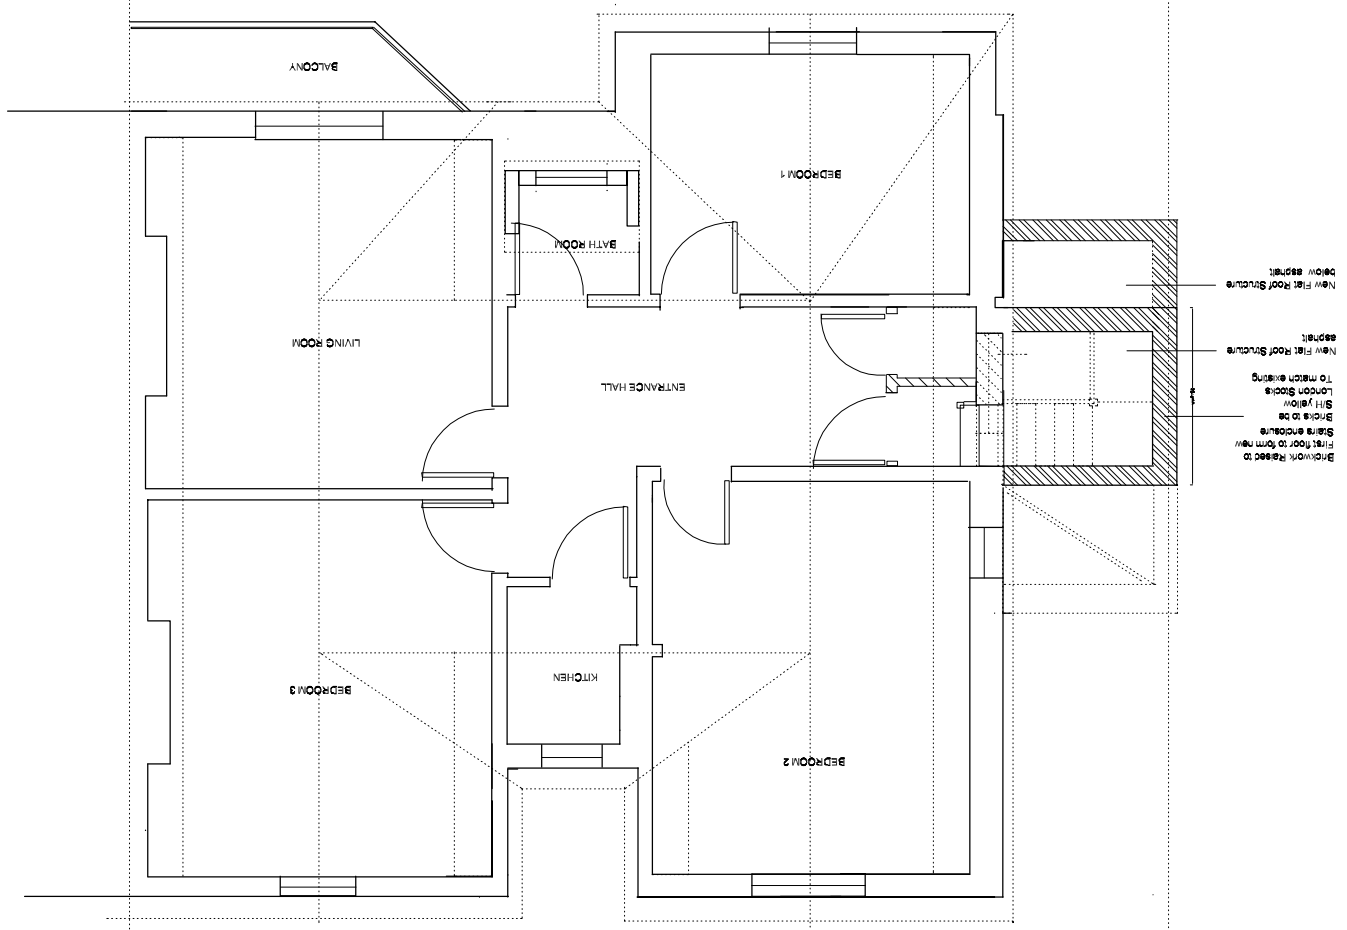 BEDROOM 2
BEDROOM 3
KITCHEN
Brickwork Raised to
First floor to form new
Stairs enclosure
Bricks to be
S/H yellow
London Stocks
To match existing
New Flat Roof Structure
asphalt
New Flat Roof Structure
below asphalt
ENTRANCE HALL
LIVING ROOM
BATH ROOM
BEDROOM 1
BALCONY